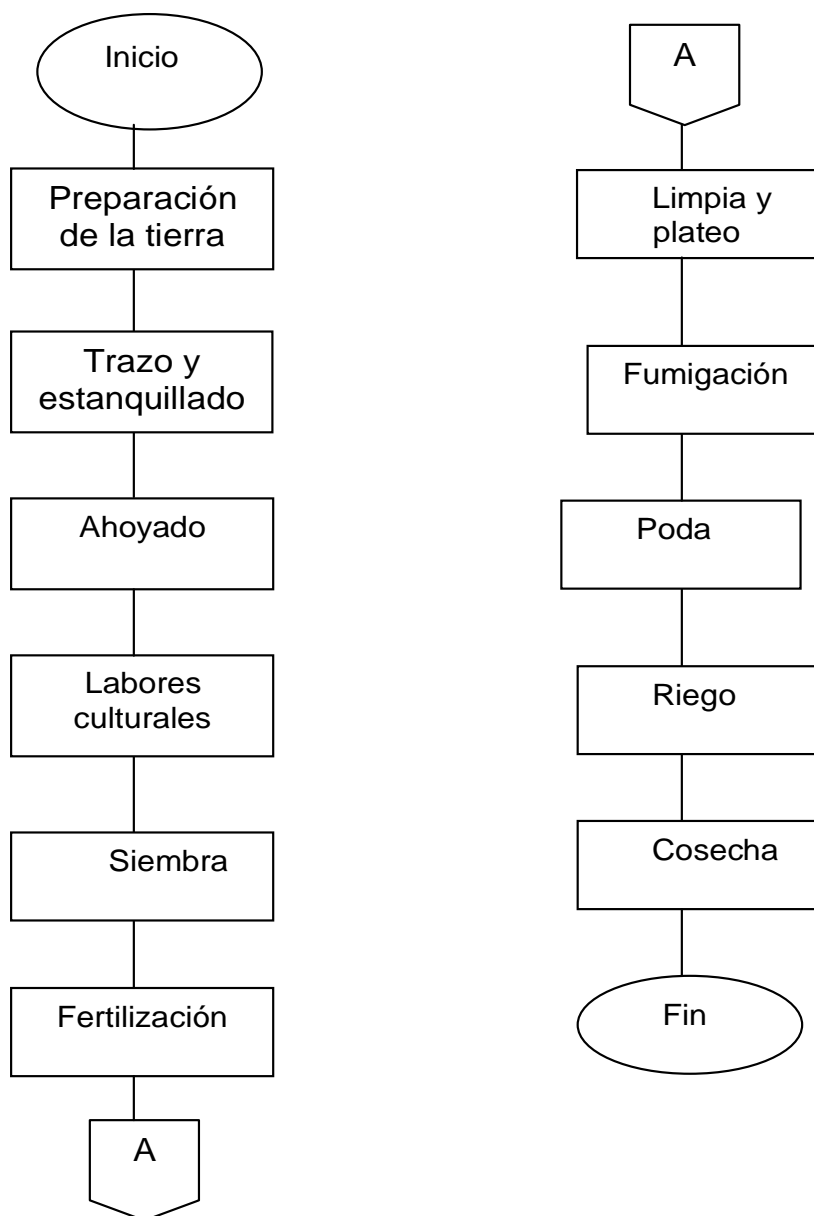 Inicio
Preparación
de la tierra
Trazo y
estanquillado
Ahoyado
Labores
culturales
Siembra
Fertilización
A
A
Limpia y
plateo
Fumigación
Poda
Riego
Cosecha
Fin